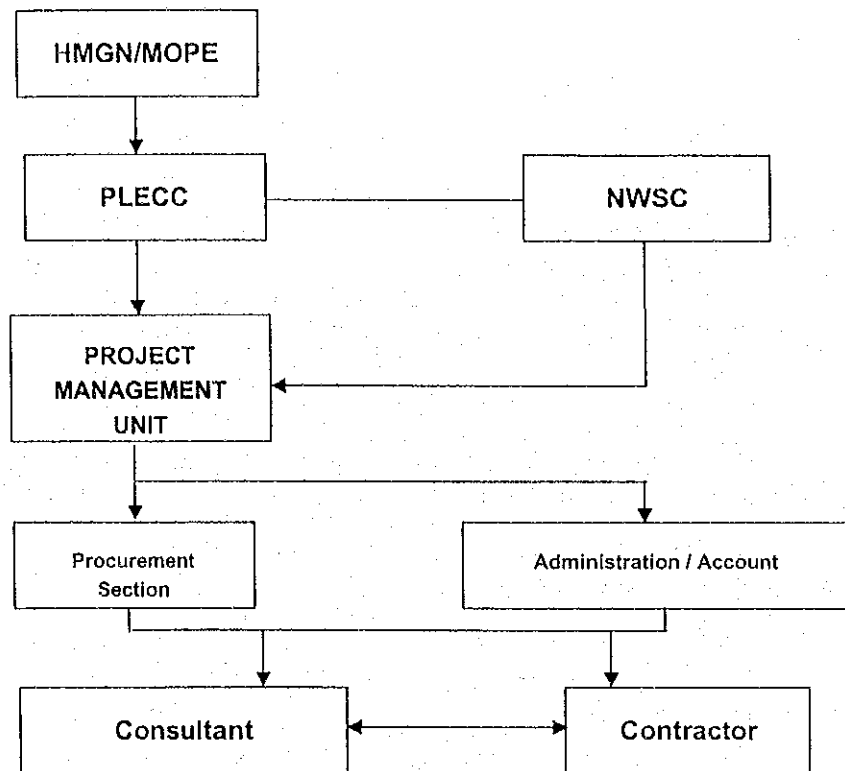 HMGN/MOPE
PLECC
NWSC
PROJECT
MANAGEMENT
UNIT
Procurement
Section
Administration / Account
Consultant
Contractor